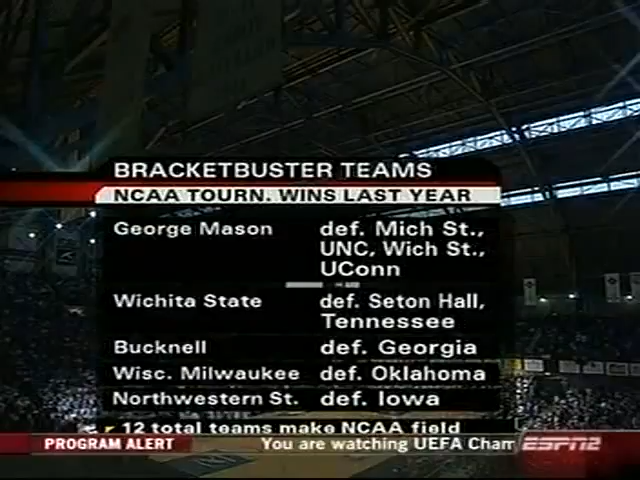 BRACKETBUSTER TEAMS
NCAA TOURN. WINS LAST YEAR
George Mason def. Mich St.,
UNC, Wich St.,
UConn
Wichita State def. Seton Hall,
Tennessee
Bucknell def. Georgia
Wisc. Milwaukee def. Oklahoma
Northwestern St. def. Iowa
12 total teams make NCAA field
PROGRAM ALERT You are watching UEFA Cham ESPN2